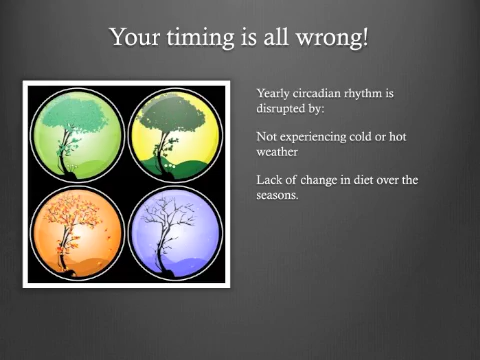 Your timing is all wrong!
Yearly circadian rhythm is
disrupted by:
Not experiencing cold or hot
weather
Lack of change in diet over the
seasons.